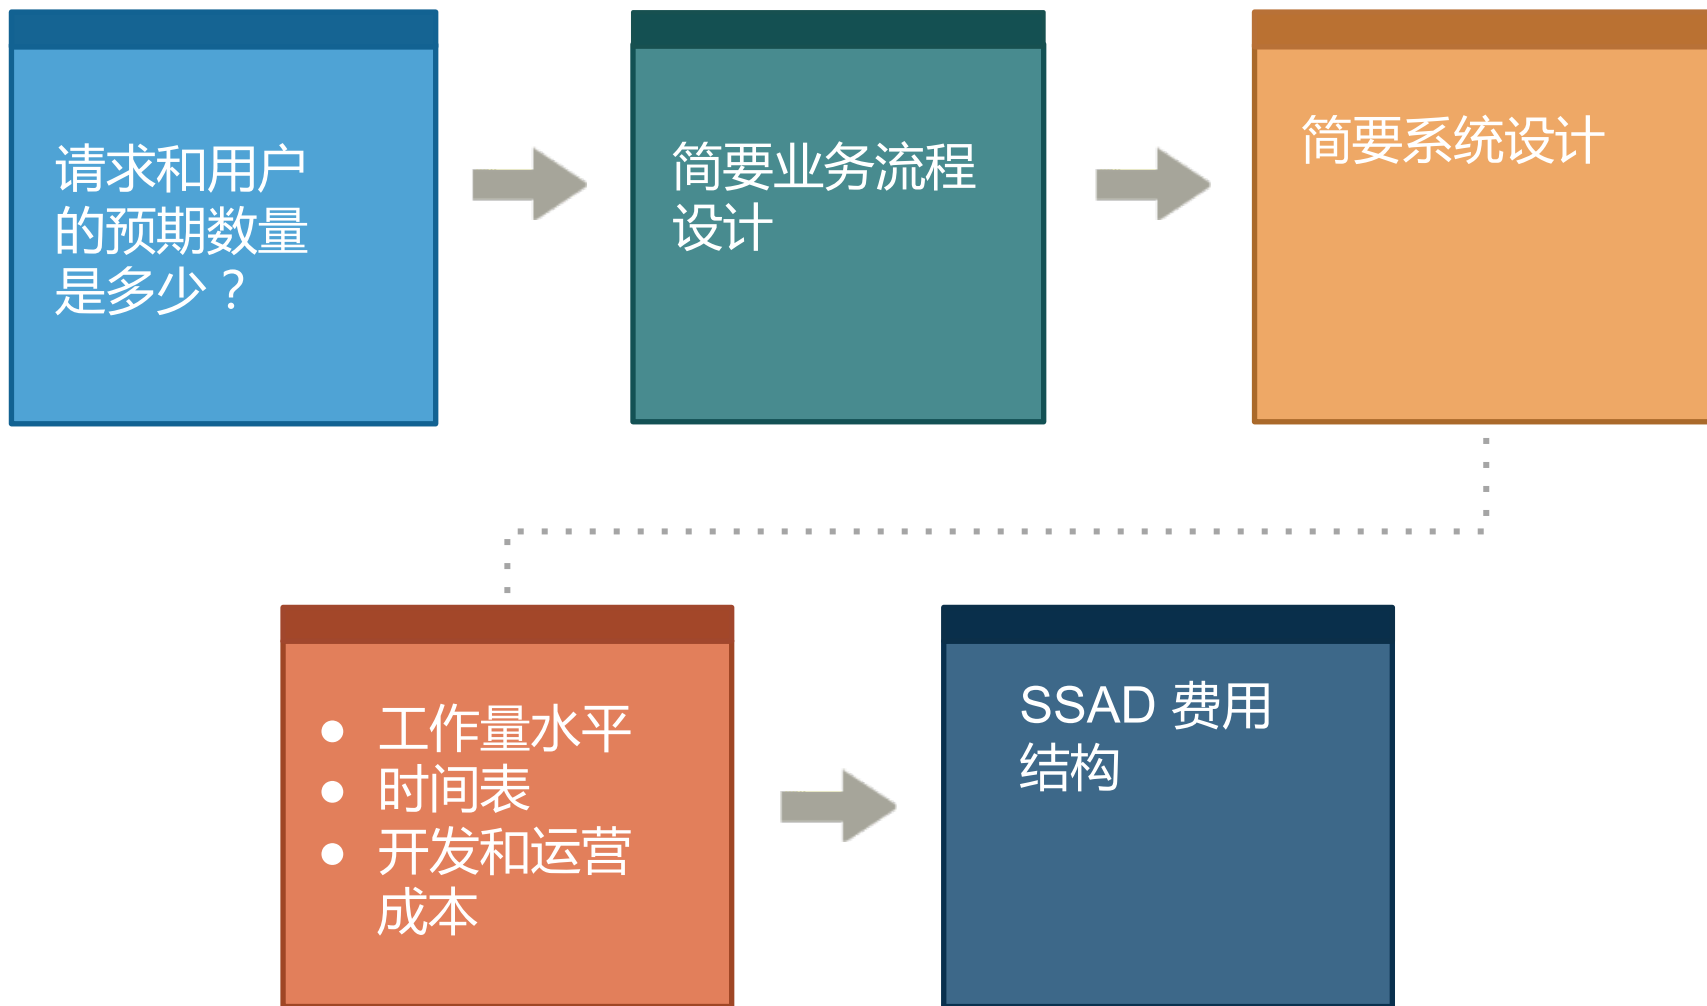 请求和用户
的预期数量
是多少？
简要业务流程
设计
简要系统设计
● 工作量水平
● 时间表
● 开发和运营
成本
SSAD 费用
结构